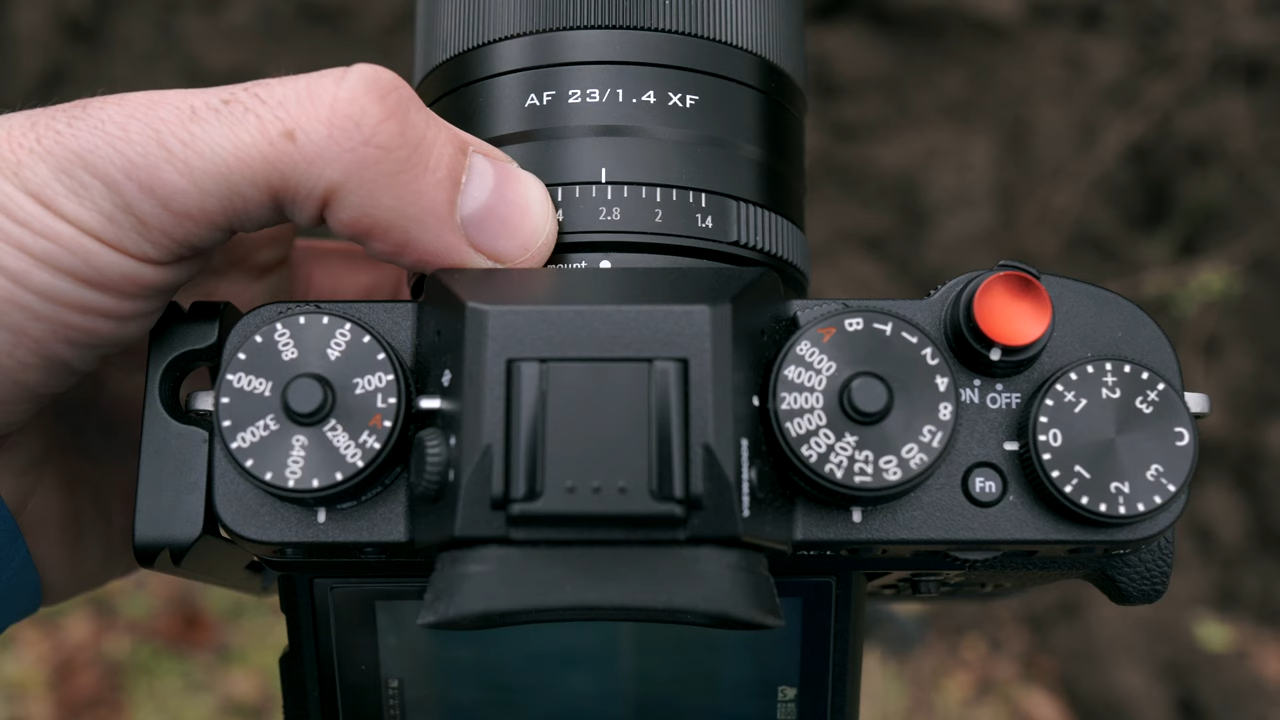 AF 23/1.4 XF
4 2.8 2 1.4
mount
L 200 400 800 1600 3200 6400 12800 H A
A B T 1 2 4 8 15 30 60 125 250x 500 1000 2000 4000 8000
ON OFF
Fn
C +3 +2 +1 0 1 2 3